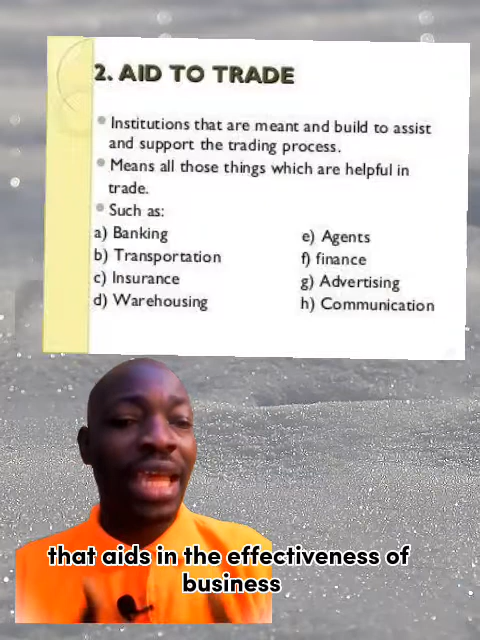 2. AID TO TRADE
Institutions that are meant and build to assist
and support the trading process.
Means all those things which are helpful in
trade.
Such as:
a) Banking
b) Transportation
c) Insurance
d) Warehousing
e) Agents
f) finance
g) Advertising
h) Communication
that aids in the effectiveness of
business